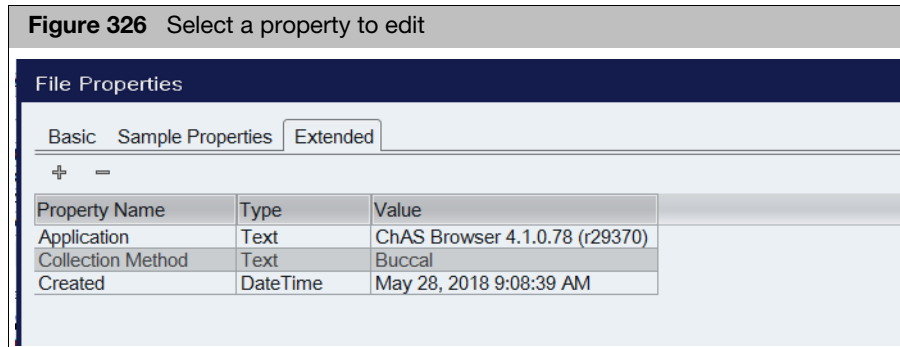 Figure 326 Select a property to edit
File Properties
Basic Sample Properties Extended
+ −
Property Name Type Value
Application Text ChAS Browser 4.1.0.78 (r29370)
Collection Method Text Buccal
Created DateTime May 28, 2018 9:08:39 AM